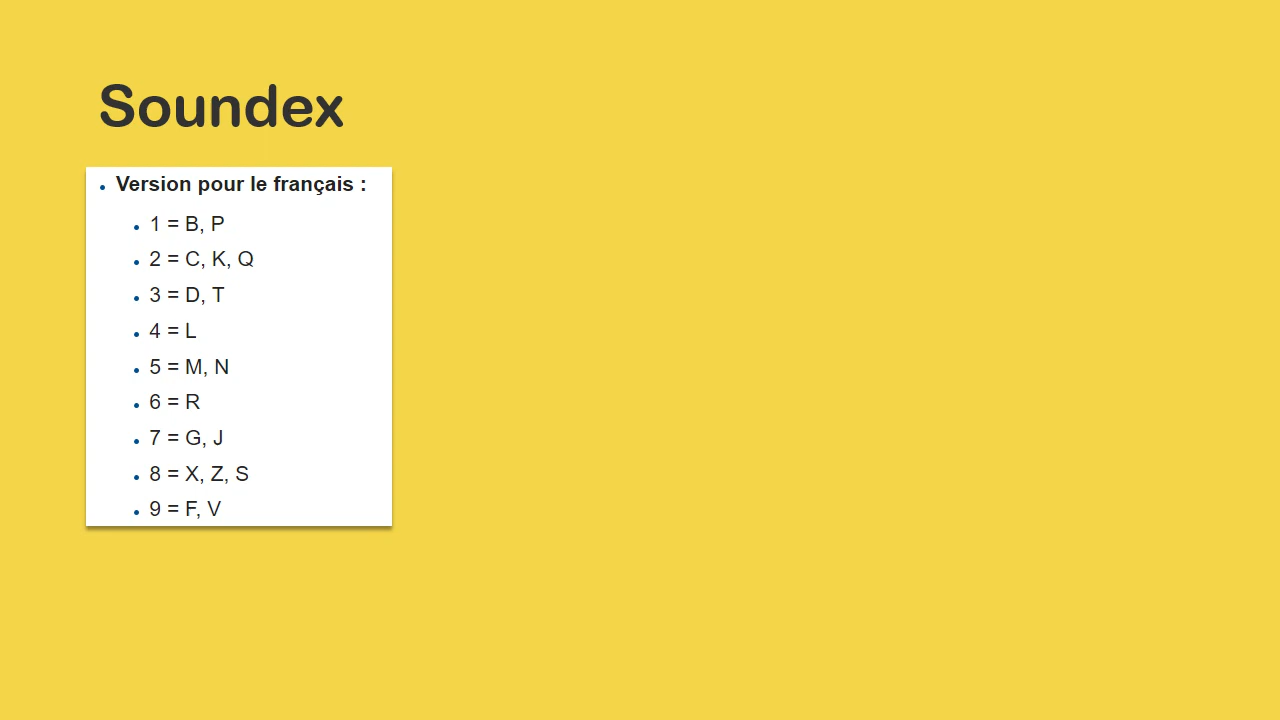 Soundex
• Version pour le français :
• 1 = B, P
• 2 = C, K, Q
• 3 = D, T
• 4 = L
• 5 = M, N
• 6 = R
• 7 = G, J
• 8 = X, Z, S
• 9 = F, V